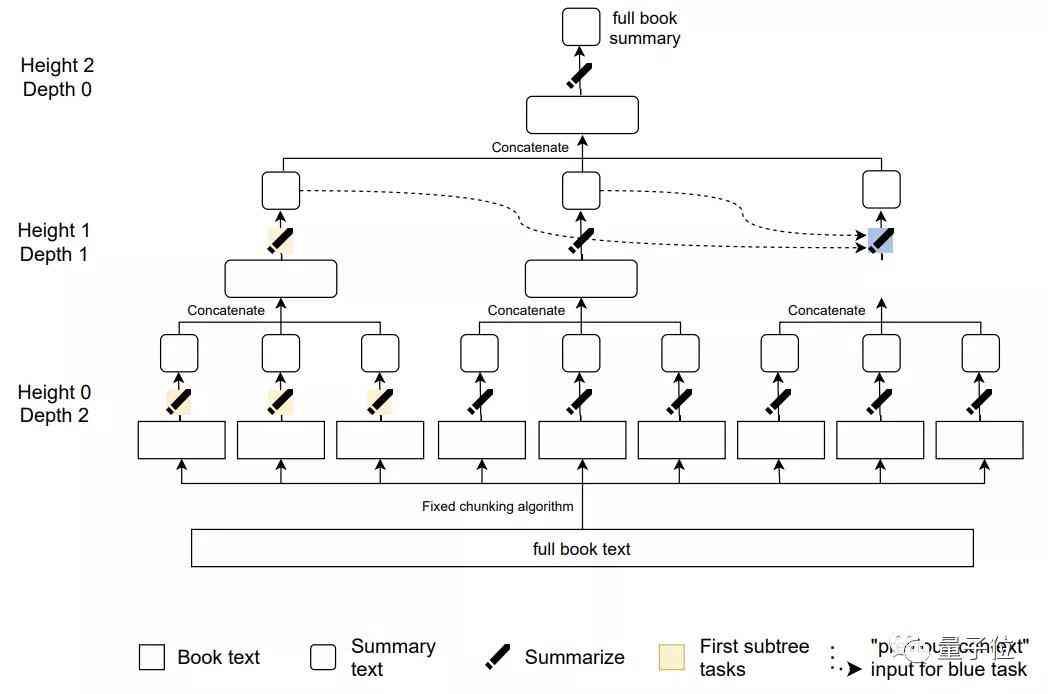 full book
summary
Height 2
Depth 0
Concatenate
Height 1
Depth 1
Concatenate
Concatenate
Concatenate
Height 0
Depth 2
Fixed chunking algorithm
full book text
Book text
Summary
text
Summarize
First subtree
tasks
"previous context"
input for blue task
量子位